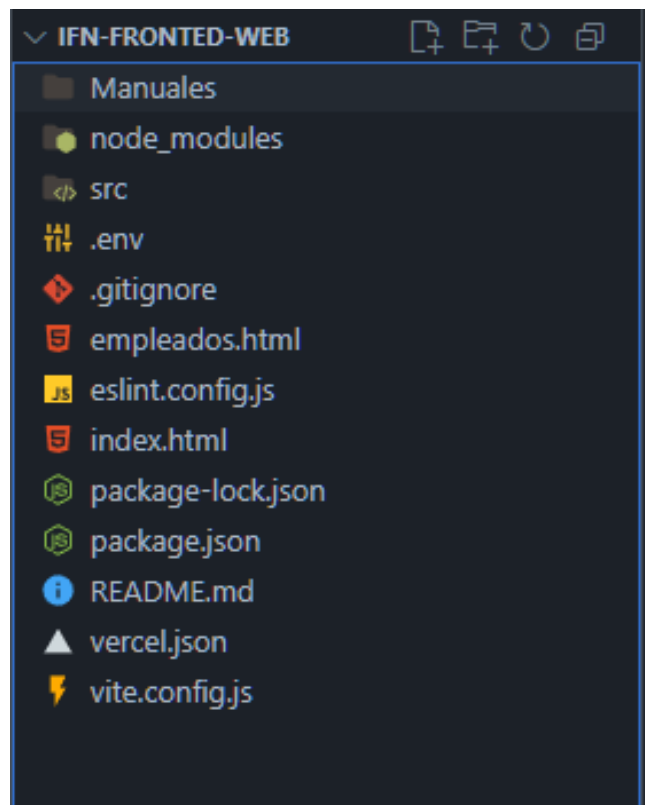 IFN-FRONTED-WEB
Manuales
node_modules
src
.env
.gitignore
empleados.html
eslint.config.js
index.html
package-lock.json
package.json
README.md
vercel.json
vite.config.js